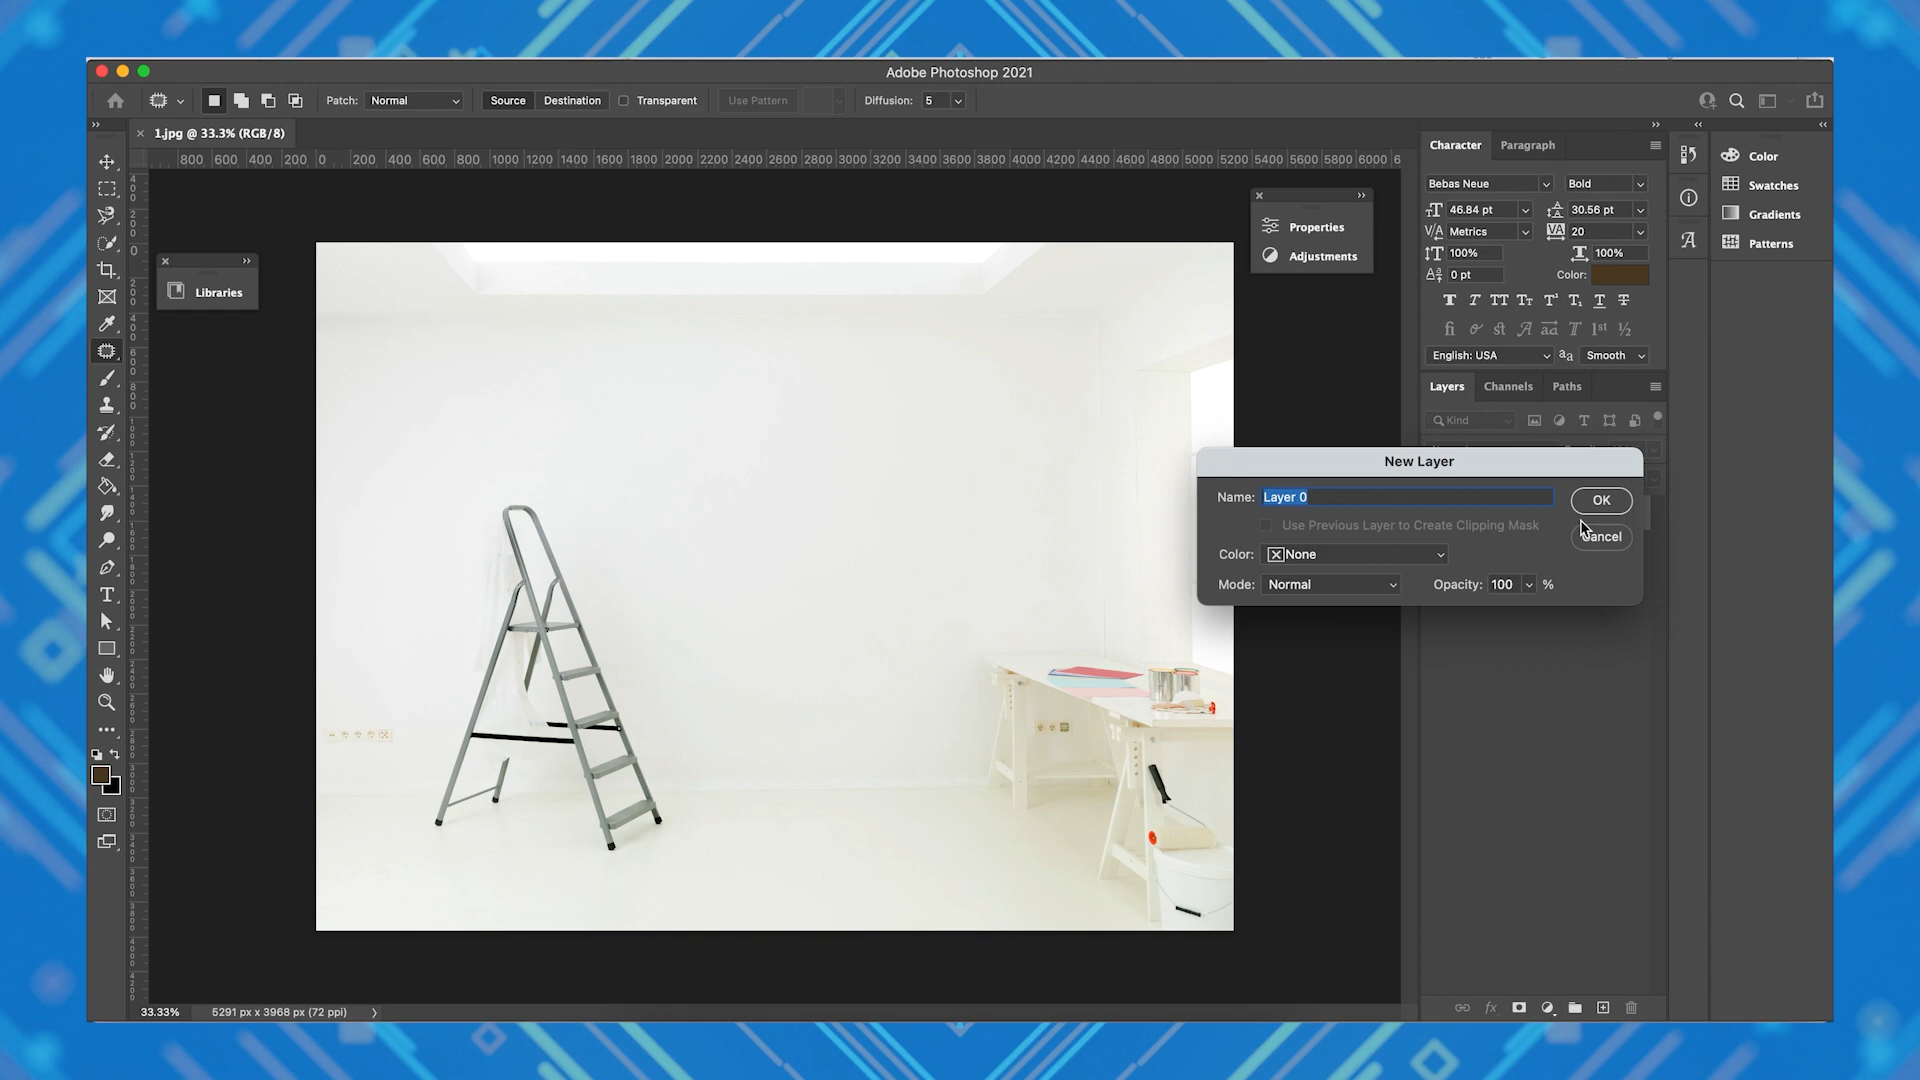 Adobe Photoshop 2021
Patch: Normal Source Destination Transparent Use Pattern Diffusion: 5
1.jpg @ 33.3% (RGB/8)
800 600 400 200 0 200 400 600 800 1000 1200 1400 1600 1800 2000 2200 2400 2600 2800 3000 3200 3400 3600 3800 4000 4200 4400 4600 4800 5000 5200 5400 5600 5800 6000 6
Libraries
Properties
Adjustments
Character Paragraph
Bebas Neue Bold
46.84 pt 30.56 pt
Metrics 20
100% 100%
0 pt Color:
English: USA Smooth
Layers Channels Paths
Kind
Color
Swatches
Gradients
Patterns
New Layer
Name: Layer 0 OK
Use Previous Layer to Create Clipping Mask
Cancel
Color: None
Mode: Normal Opacity: 100 %
33.33% 5291 px x 3968 px (72 ppi)